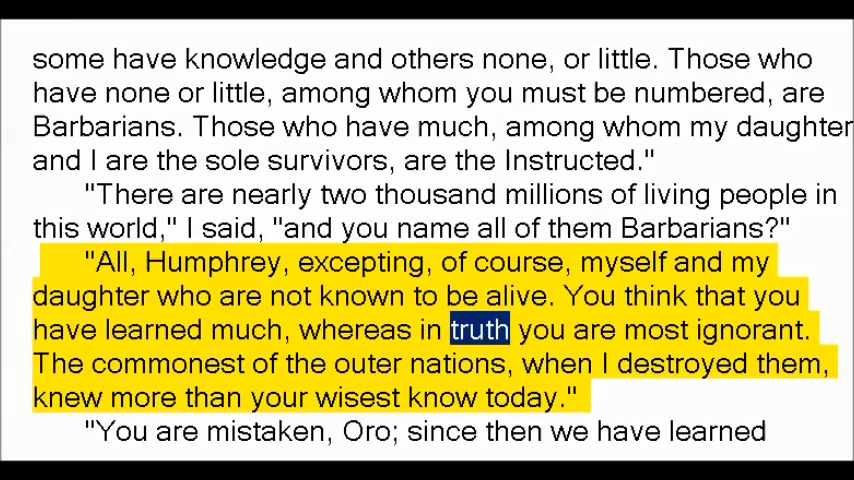 some have knowledge and others none, or little. Those who
have none or little, among whom you must be numbered, are
Barbarians. Those who have much, among whom my daughter
and I are the sole survivors, are the Instructed."
"There are nearly two thousand millions of living people in
this world," I said, "and you name all of them Barbarians?"
"All, Humphrey, excepting, of course, myself and my
daughter who are not known to be alive. You think that you
have learned much, whereas in truth you are most ignorant.
The commonest of the outer nations, when I destroyed them,
knew more than your wisest know today."
"You are mistaken, Oro; since then we have learned